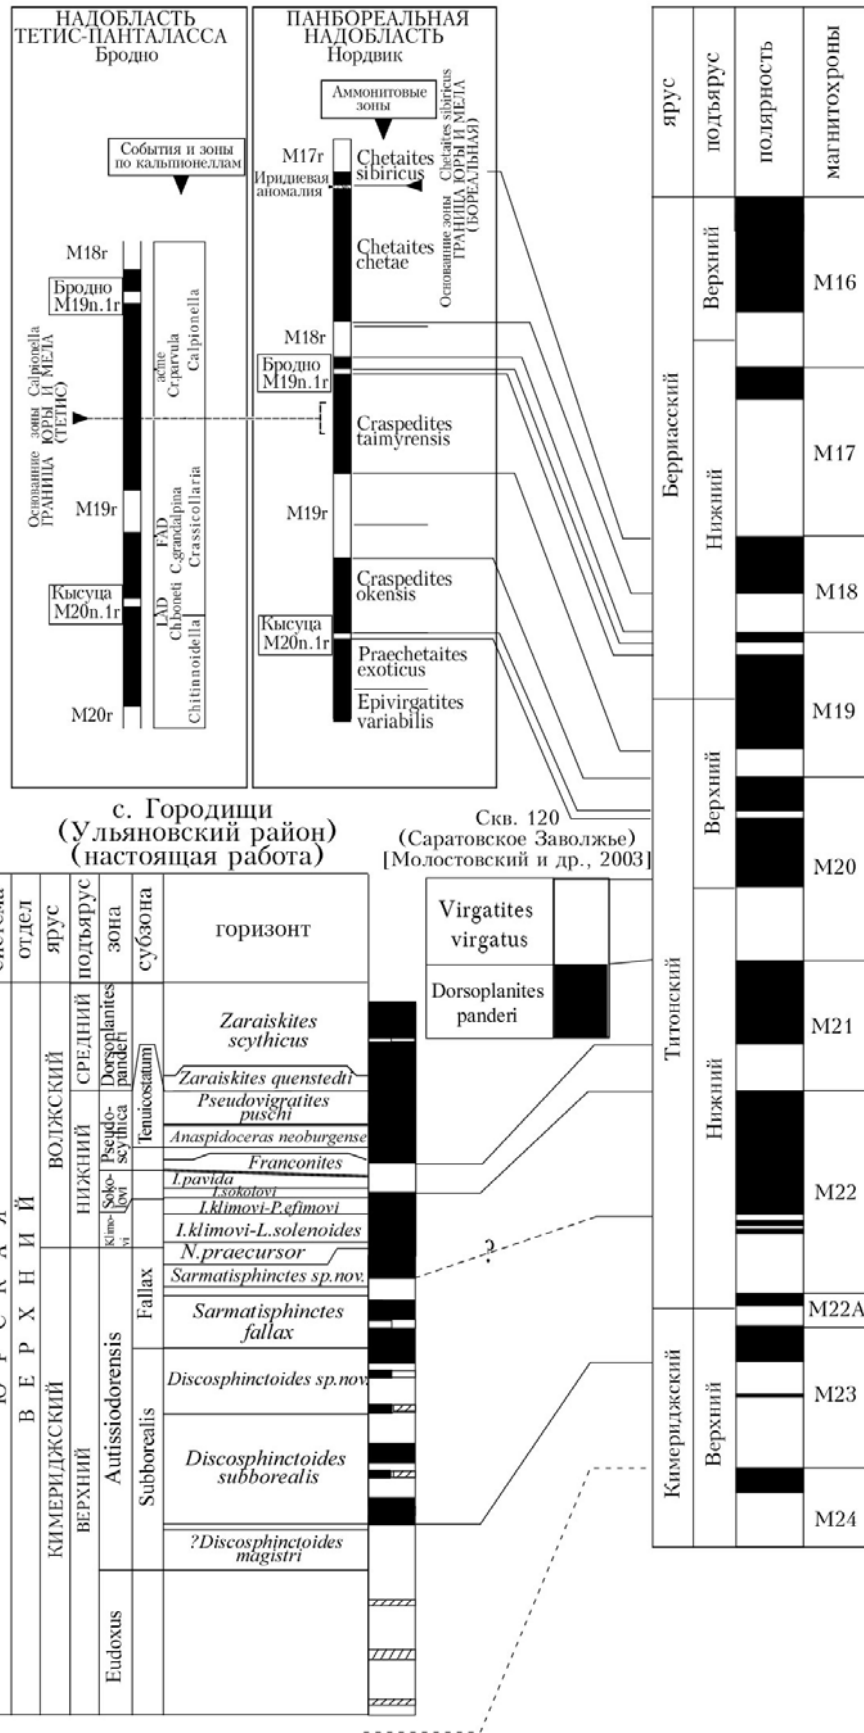 НАДОБЛАСТЬ
ТЕТИС-ПАНТАЛАССА
Бродно
События и зоны
по кальпионеллам
M18r
Бродно
M19n.1r
Основанние зоны Calpionella
ГРАНИЦА ЮРЫ И МЕЛА
(ТЕТИС)
acme
Cr.parvula
Calpionella
M19r
FAD
C.grandalpina
Crassicollaria
Кысуца
M20n.1r
LAD
Ch.boneti
Chitinnoidella
M20r
ПАНБОРЕАЛЬНАЯ
НАДОБЛАСТЬ
Нордвик
Аммонитовые
зоны
M17r
Иридиевая
аномалия
Chetaites
sibiricus
Chetaites
chetae
Основанние зоны Chetaites sibiricus
ГРАНИЦА ЮРЫ И МЕЛА
(БОРЕАЛЬНАЯ)
M18r
Бродно
M19n.1r
Craspedites
taimyrensis
M19r
Craspedites
okensis
Кысуца
M20n.1r
Praechetaites
exoticus
Epivirgatites
variabilis
ярус
подъярус
полярность
магнитохроны
Берриасский
Верхний
Нижний
Титонский
Верхний
Нижний
Кимериджский
Верхний
M16
M17
M18
M19
M20
M21
M22
M22A
M23
M24
с. Городищи
(Ульяновский район)
(настоящая работа)
Скв. 120
(Саратовское Заволжье)
[Молостовский и др., 2003]
Virgatites
virgatus
Dorsoplanites
panderi
отдел
ярус
подъярус
зона
субзона
горизонт
ВЕРХНИЙ
ВОЛЖСКИЙ
КИМЕРИДЖСКИЙ
СРЕДНИЙ
НИЖНИЙ
ВЕРХНИЙ
Dorsoplanites
panderi
Pseudo-
scythica
Soko-
lovi
Klimo-
vi
Autissiodorensis
Eudoxus
Tenuicostatum
Fallax
Subborealis
Zaraiskites
scythicus
Zaraiskites quenstedti
Pseudovigratites
puschi
Anaspidoceras neoburgense
Franconites
I.pavida
I.sokolovi
I.klimovi-P.efimovi
I.klimovi-L.solenoides
N.praecursor
Sarmatisphinctes sp.nov.
Sarmatisphinctes
fallax
Discosphinctoides sp.nov.
Discosphinctoides
subborealis
?Discosphinctoides
magistri
?